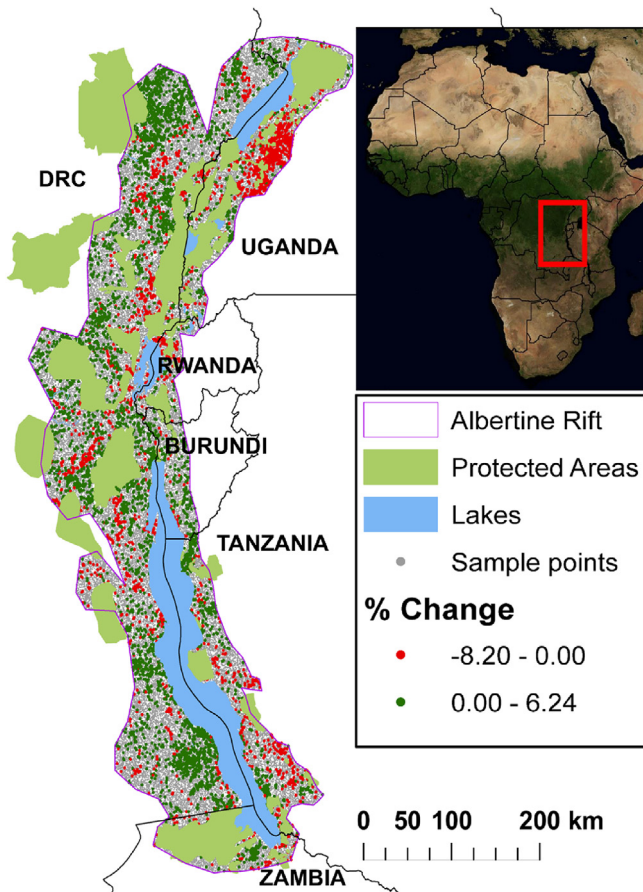 DRC
UGANDA
RWANDA
BURUNDI
TANZANIA
ZAMBIA
Albertine Rift
Protected Areas
Lakes
Sample points
% Change
-8.20 - 0.00
0.00 - 6.24
0 50 100 200 km